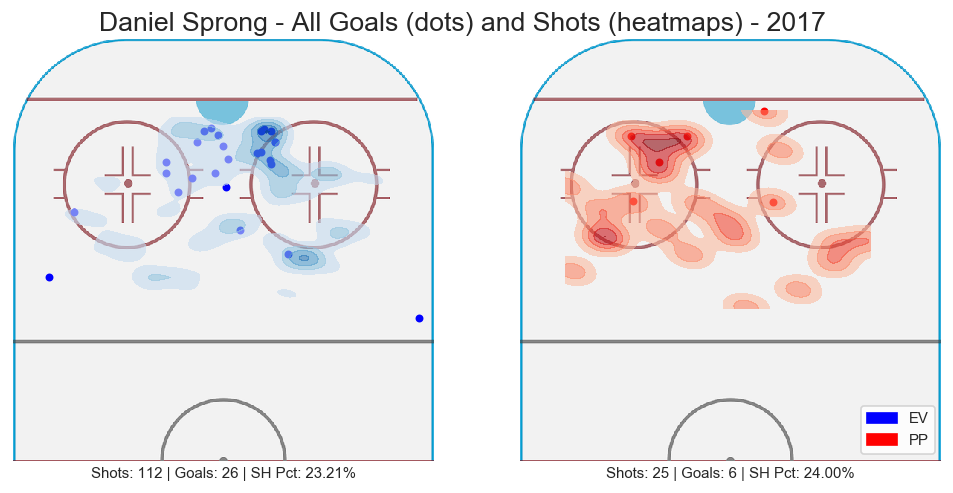 Daniel Sprong - All Goals (dots) and Shots (heatmaps) - 2017
EV
PP
Shots: 112 | Goals: 26 | SH Pct: 23.21%
Shots: 25 | Goals: 6 | SH Pct: 24.00%